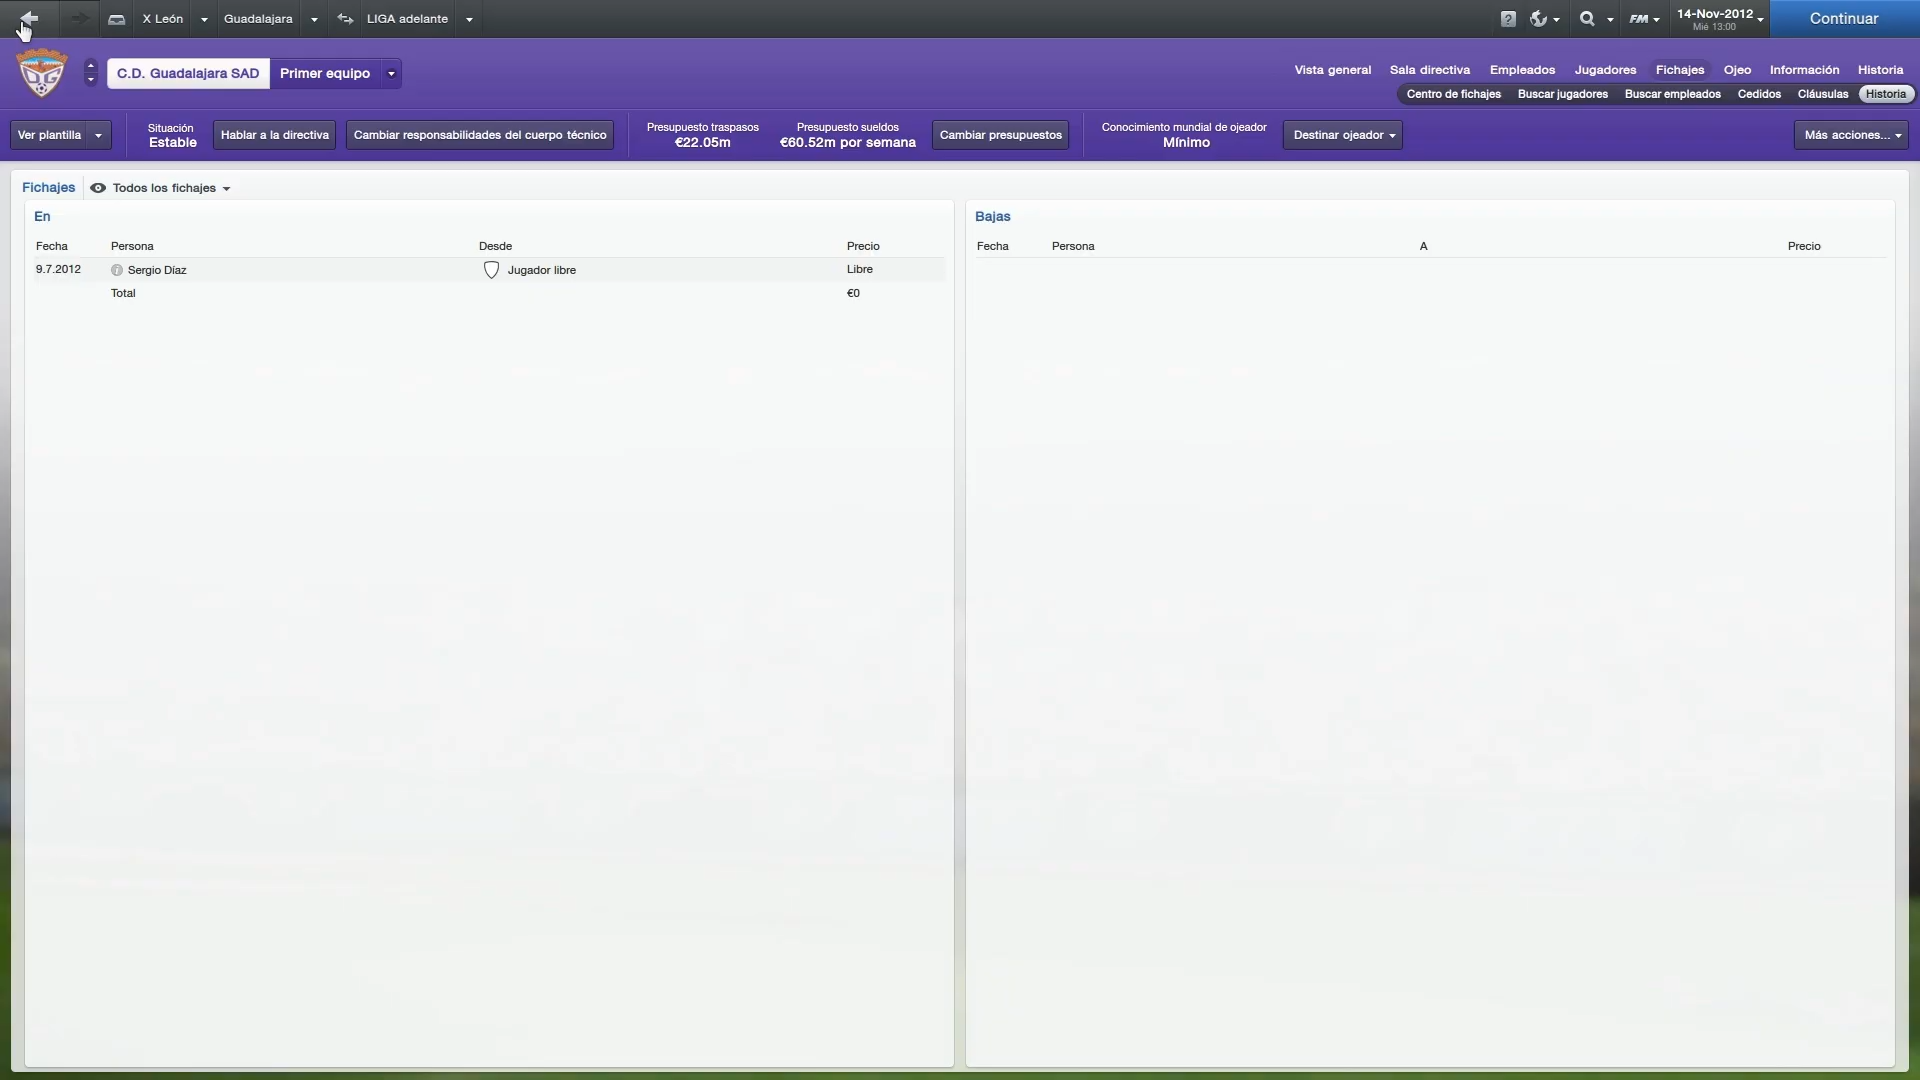 X León Guadalajara LIGA adelante ? FM 14-Nov-2012 Continuar
Mié 13:00
C.D. Guadalajara SAD Primer equipo Vista general Sala directiva Empleados Jugadores Fichajes Ojeo Información Historia
Centro de fichajes Buscar jugadores Buscar empleados Cedidos Cláusulas Historia
Ver plantilla Situación Hablar a la directiva Cambiar responsabilidades del cuerpo técnico Presupuesto traspasos Presupuesto sueldos Cambiar presupuestos Conocimiento mundial de ojeador Destinar ojeador Más acciones...
Estable €22.05m €60.52m por semana Mínimo
Fichajes Todos los fichajes
En Bajas
Fecha Persona Desde Precio Fecha Persona A Precio
9.7.2012 i Sergio Díaz Jugador libre Libre
Total €0